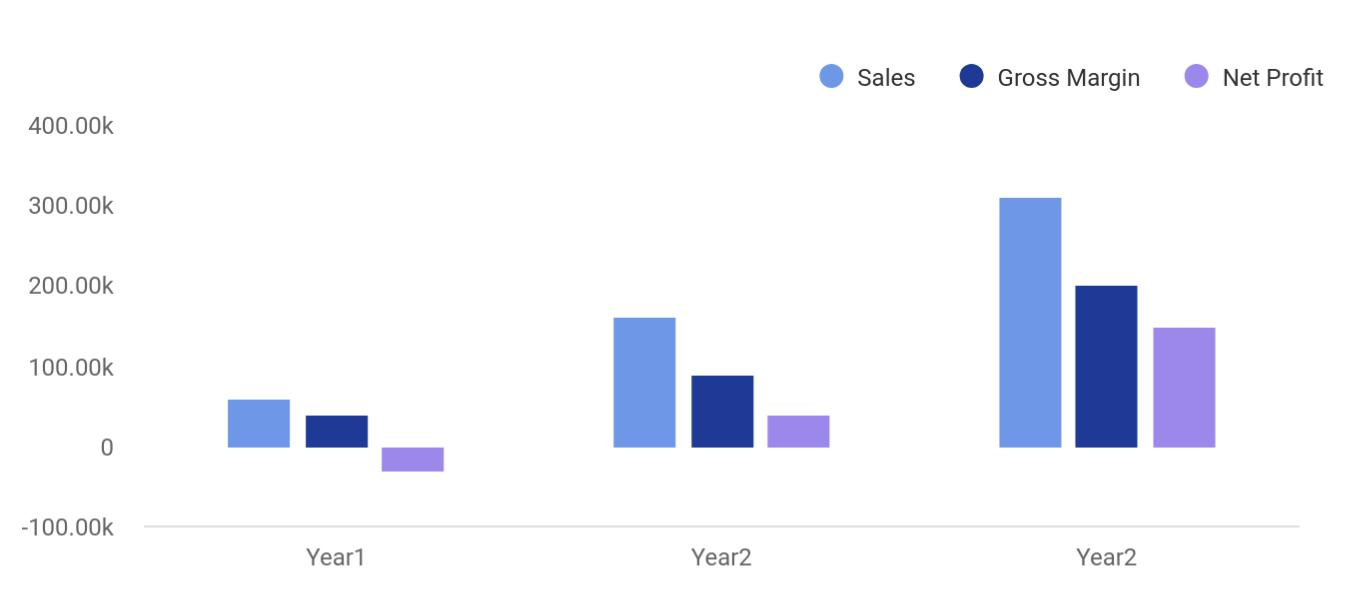 Sales Gross Margin Net Profit
400.00k
300.00k
200.00k
100.00k
0
-100.00k
Year1 Year2 Year2